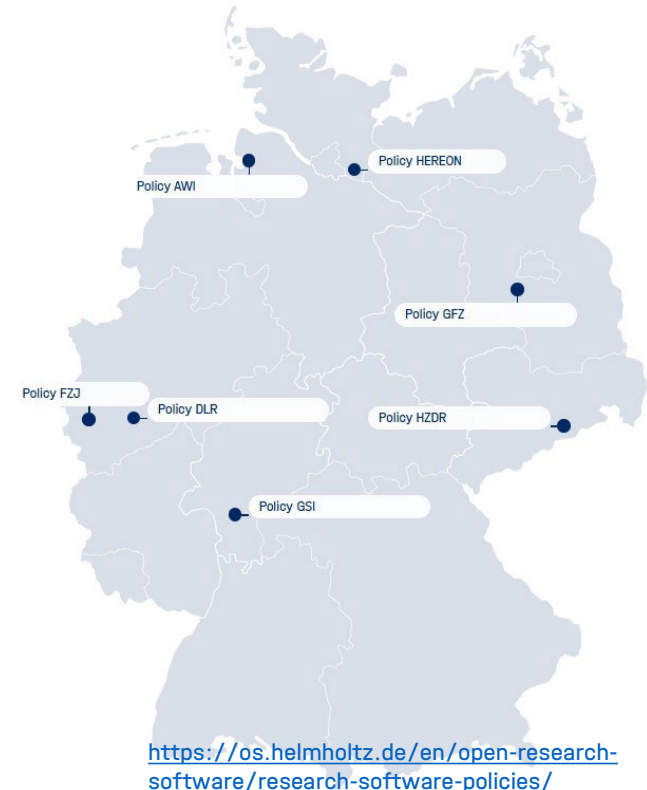 Policy HEREON
Policy AWI
Policy GFZ
Policy FZJ
Policy DLR
Policy HZDR
Policy GSI
https://os.helmholtz.de/en/open-research-
software/research-software-policies/